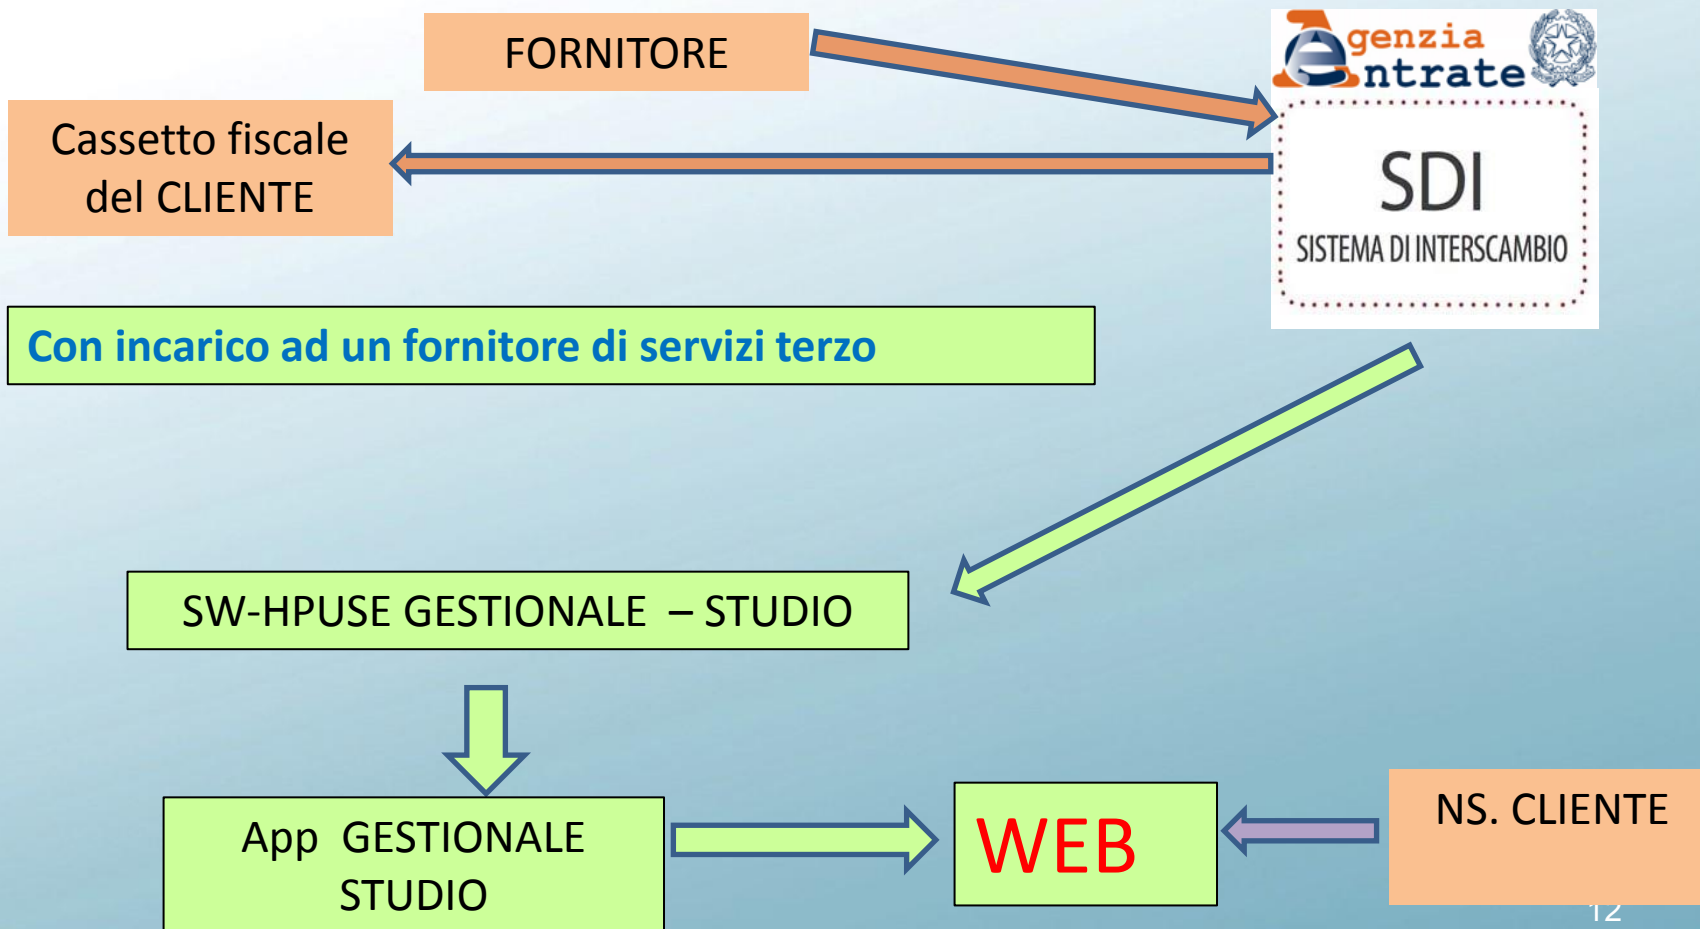 FORNITORE
Agenzia
Entrate
Cassetto fiscale
del CLIENTE
SDI
SISTEMA DI INTERSCAMBIO
Con incarico ad un fornitore di servizi terzo
SW-HPUSE GESTIONALE – STUDIO
App GESTIONALE
STUDIO
WEB
NS. CLIENTE
12